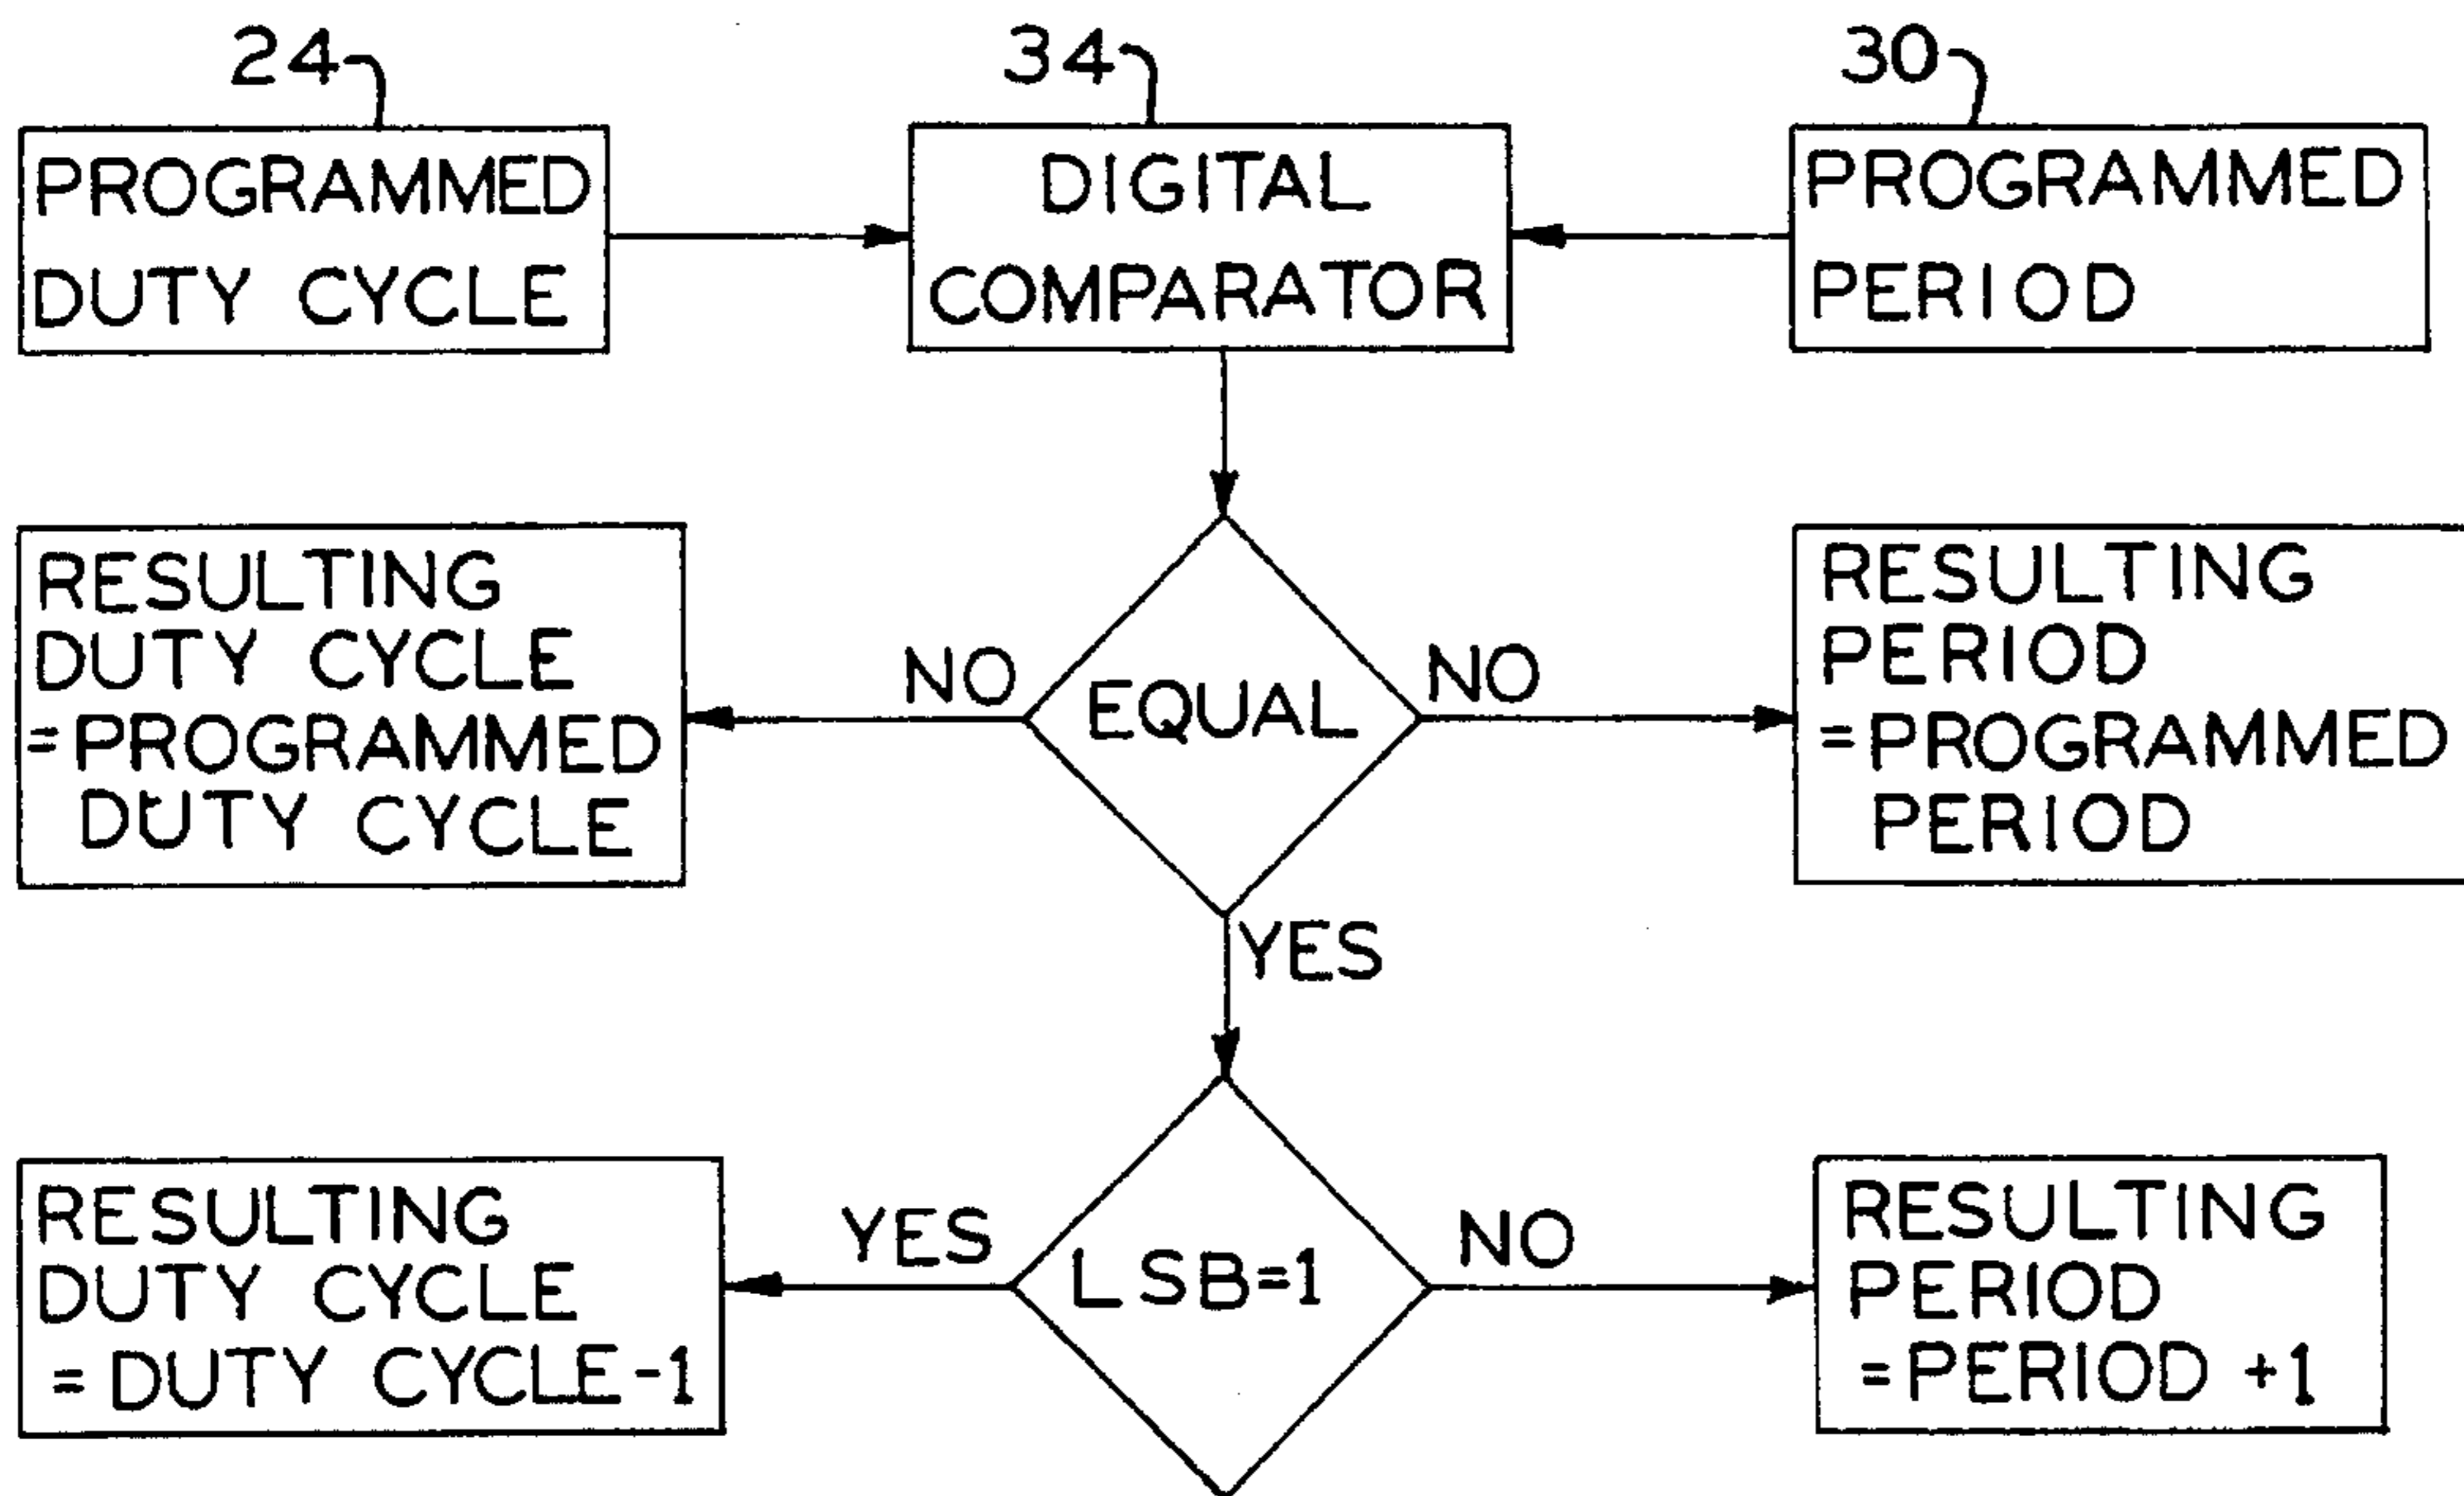 24
34
30
PROGRAMMED
DUTY CYCLE
DIGITAL
COMPARATOR
PROGRAMMED
PERIOD
RESULTING
DUTY CYCLE
=PROGRAMMED
DUTY CYCLE
NO
EQUAL
NO
RESULTING
PERIOD
=PROGRAMMED
PERIOD
YES
RESULTING
DUTY CYCLE
=DUTY CYCLE-1
YES
LSB=1
NO
RESULTING
PERIOD
=PERIOD +1